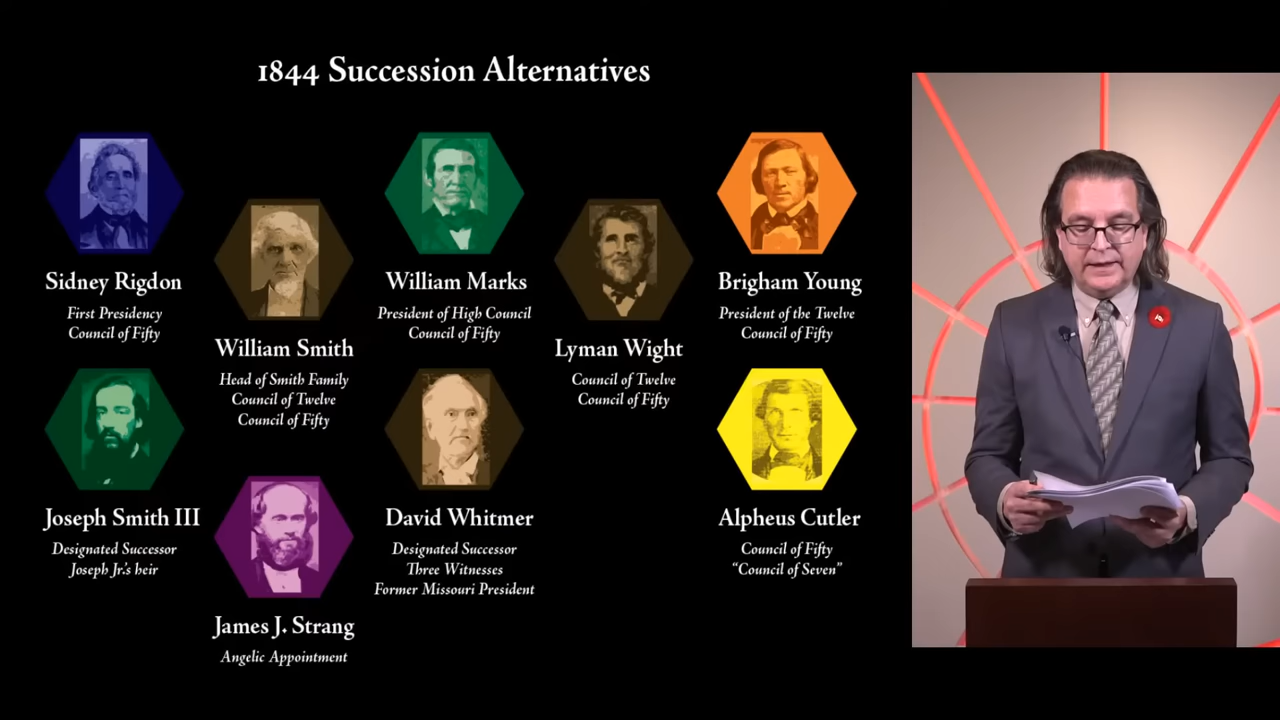 1844 Succession Alternatives
Sidney Rigdon
First Presidency
Council of Fifty
William Smith
Head of Smith Family
Council of Twelve
Council of Fifty
William Marks
President of High Council
Council of Fifty
Lyman Wight
Council of Twelve
Council of Fifty
Brigham Young
President of the Twelve
Council of Fifty
Joseph Smith III
Designated Successor
Joseph Jr.'s heir
James J. Strang
Angelic Appointment
David Whitmer
Designated Successor
Three Witnesses
Former Missouri President
Alpheus Cutler
Council of Fifty
“Council of Seven”